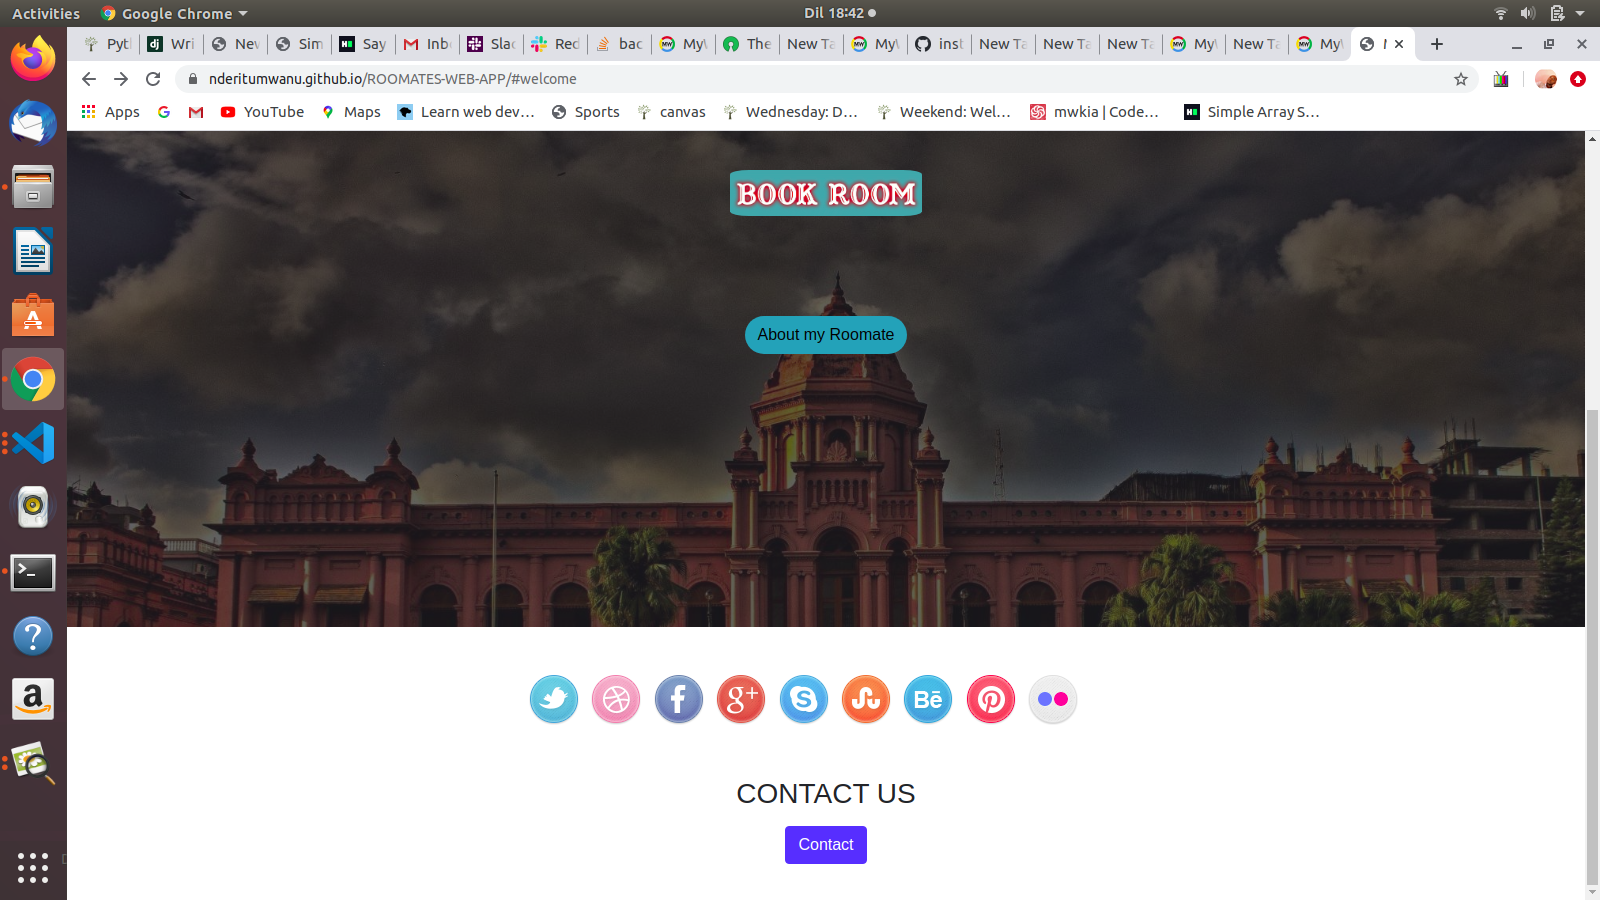 Activities Google Chrome Dil 18:42
Pytl Wri Nev Sim Say Inb Slac Red bac My The New Ta My inst New Ta New Ta New Ta My New Ta My
nderitumwanu.github.io/ROOMATES-WEB-APP/#welcome
Apps YouTube Maps Learn web dev... Sports canvas Wednesday: D... Weekend: Wel... mwkia | Code... Simple Array S...
BOOK ROOM
About my Roomate
CONTACT US
Contact